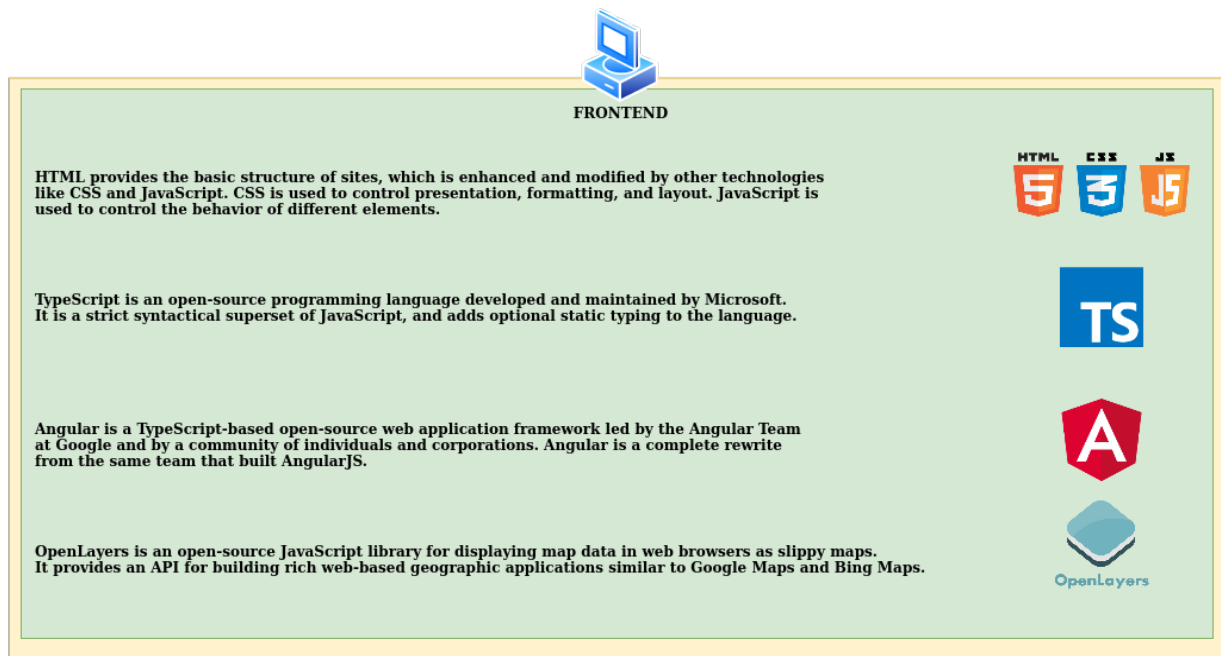 FRONTEND
HTML CSS JS
HTML provides the basic structure of sites, which is enhanced and modified by other technologies
like CSS and JavaScript. CSS is used to control presentation, formatting, and layout. JavaScript is
used to control the behavior of different elements.
5 3 JS
TypeScript is an open-source programming language developed and maintained by Microsoft.
It is a strict syntactical superset of JavaScript, and adds optional static typing to the language.
TS
Angular is a TypeScript-based open-source web application framework led by the Angular Team
at Google and by a community of individuals and corporations. Angular is a complete rewrite
from the same team that built AngularJS.
A
OpenLayers is an open-source JavaScript library for displaying map data in web browsers as slippy maps.
It provides an API for building rich web-based geographic applications similar to Google Maps and Bing Maps.
OpenLayers